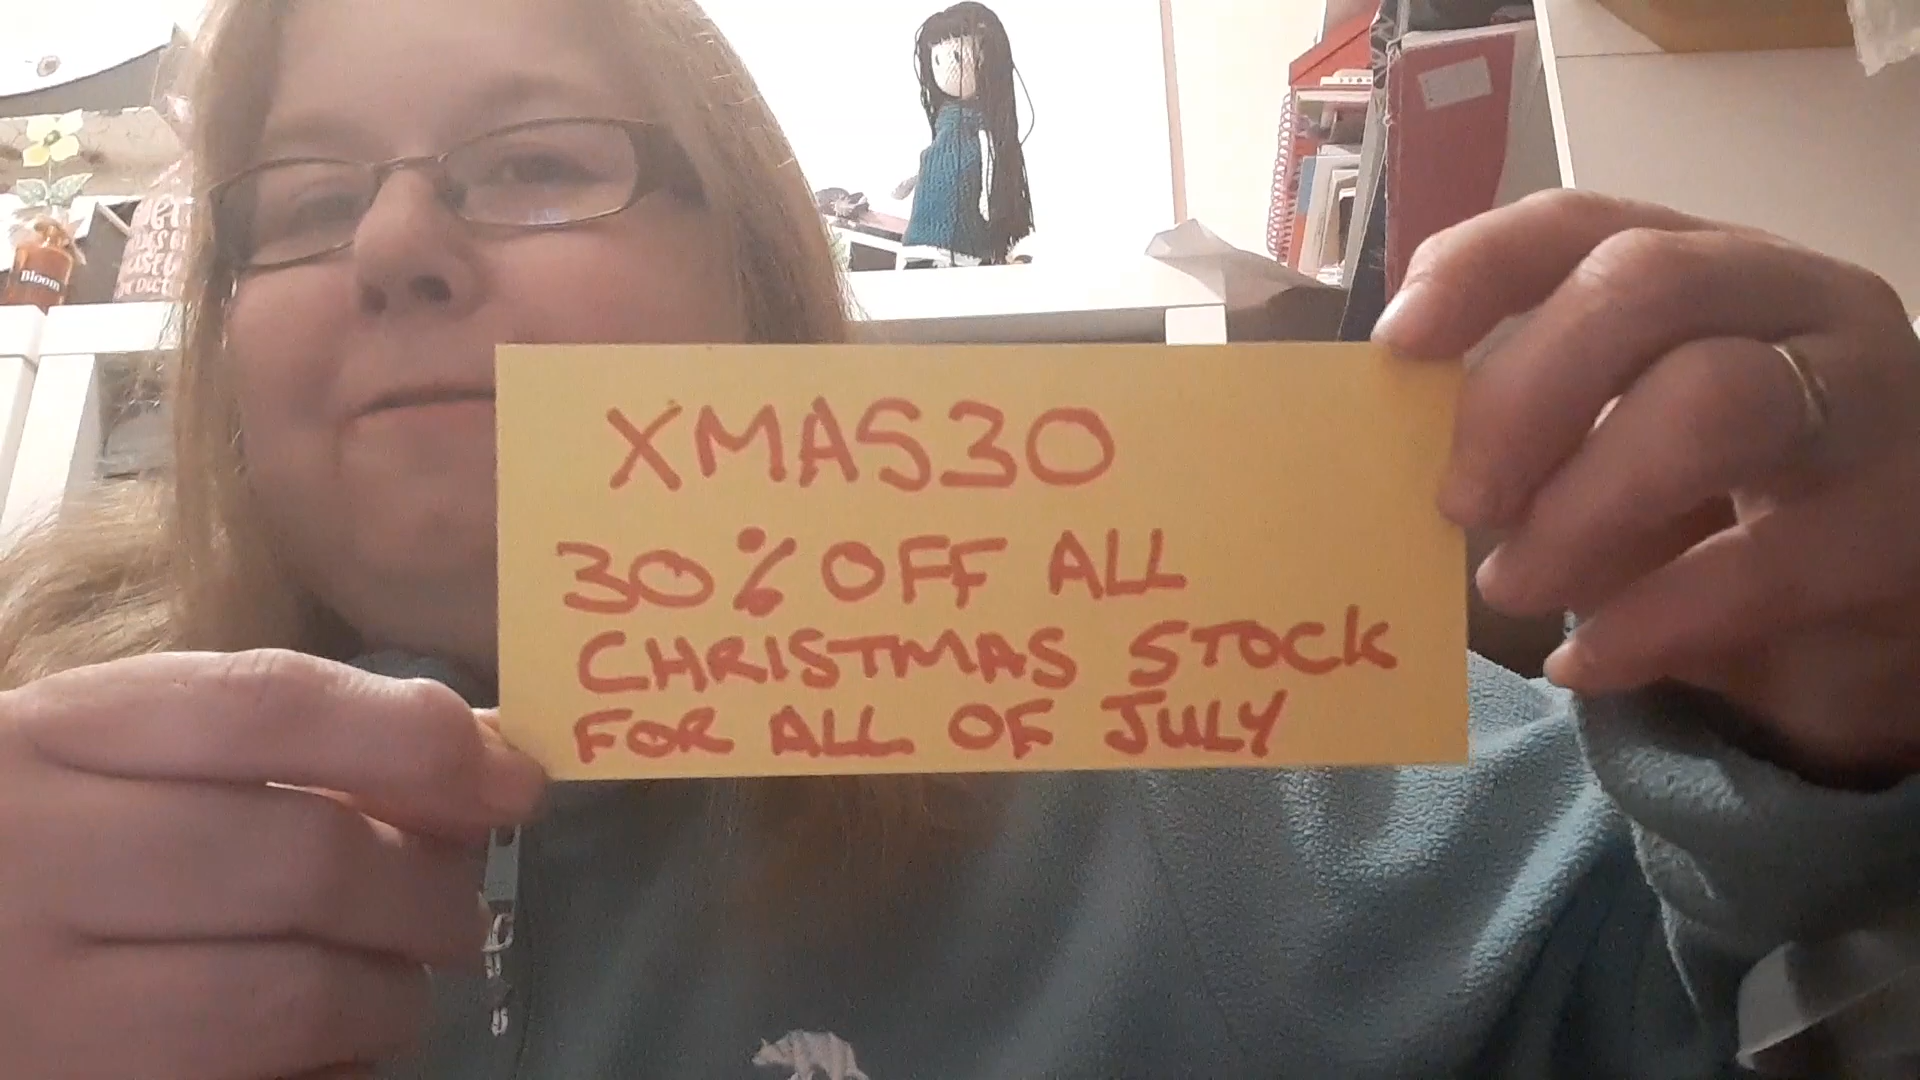 XMAS30
30% OFF ALL
CHRISTMAS STOCK
FOR ALL OF JULY
Bloom